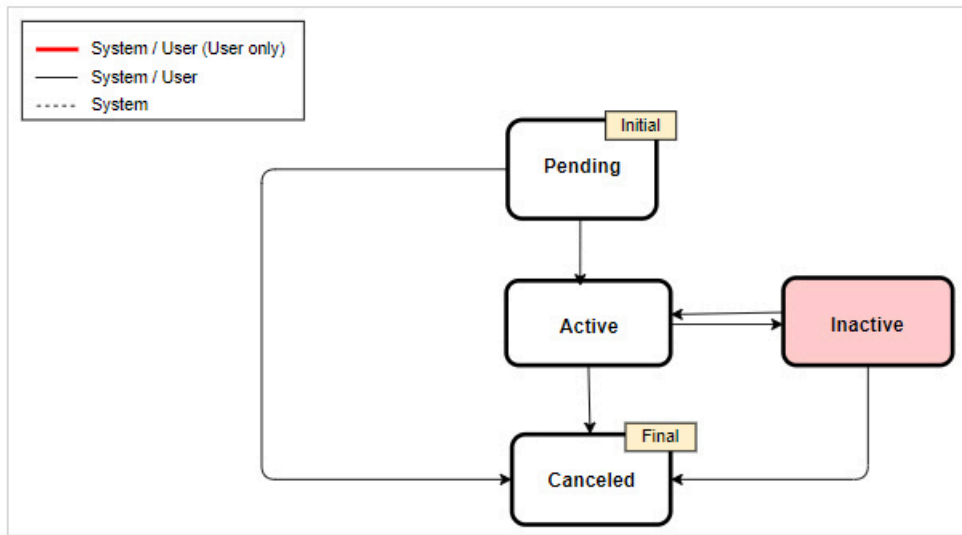 System / User (User only)
System / User
System
Initial
Pending
Active
Inactive
Final
Canceled